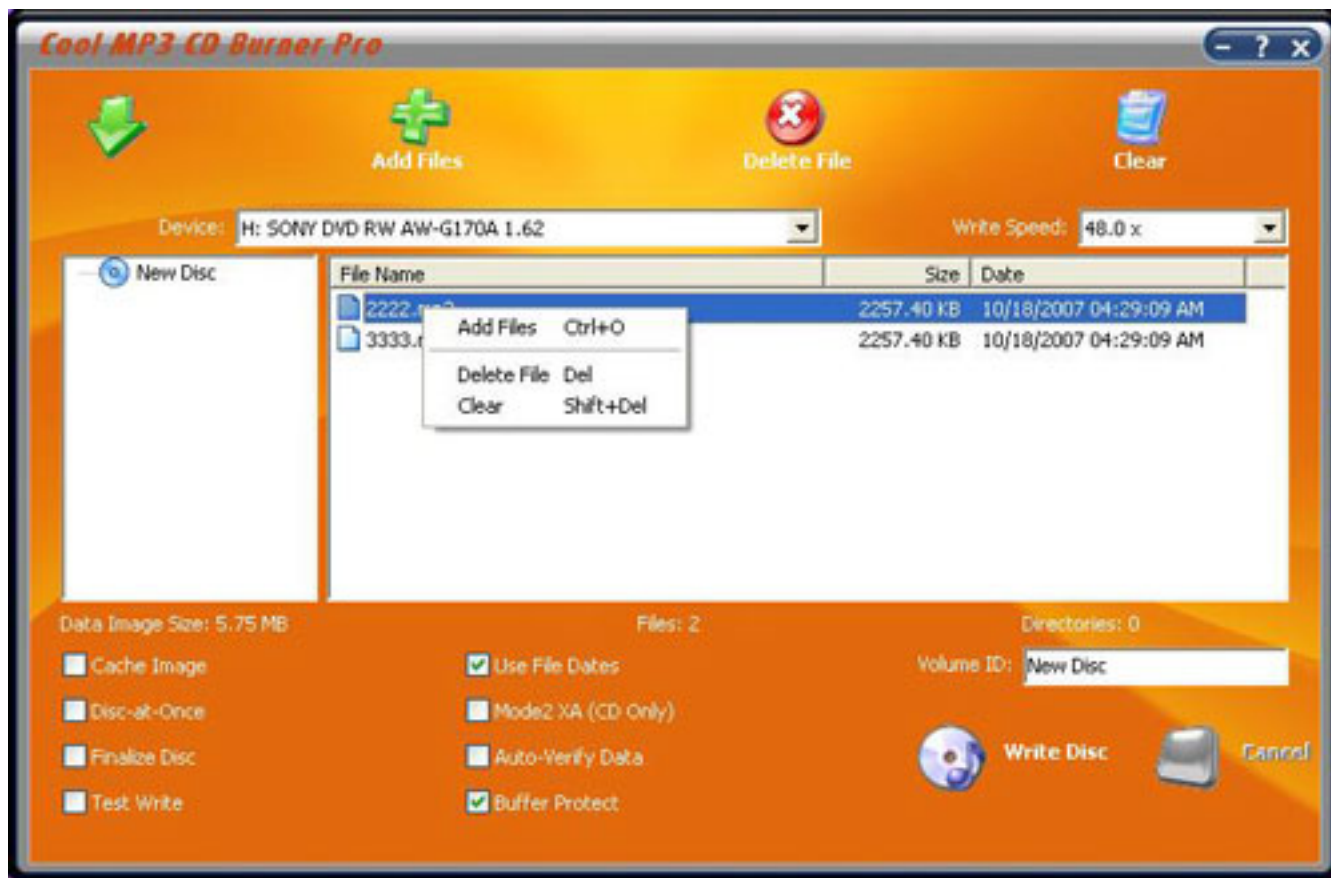 Cool MP3 CD Burner Pro
Add Files
Delete File
Clear
Device: H: SONY DVD RW AW-G170A 1.62
Write Speed: 48.0 x
New Disc
File Name Size Date
2222. 2257.40 KB 10/18/2007 04:29:09 AM
3333. 2257.40 KB 10/18/2007 04:29:09 AM
Add Files Ctrl+O
Delete File Del
Clear Shift+Del
Data Image Size: 5.75 MB
Files: 2
Directories: 0
Cache Image
Use File Dates
Volume ID: New Disc
Disc-at-Once
Mode2 XA (CD Only)
Finalize Disc
Auto-Verify Data
Write Disc
Cancel
Test Write
Buffer Protect